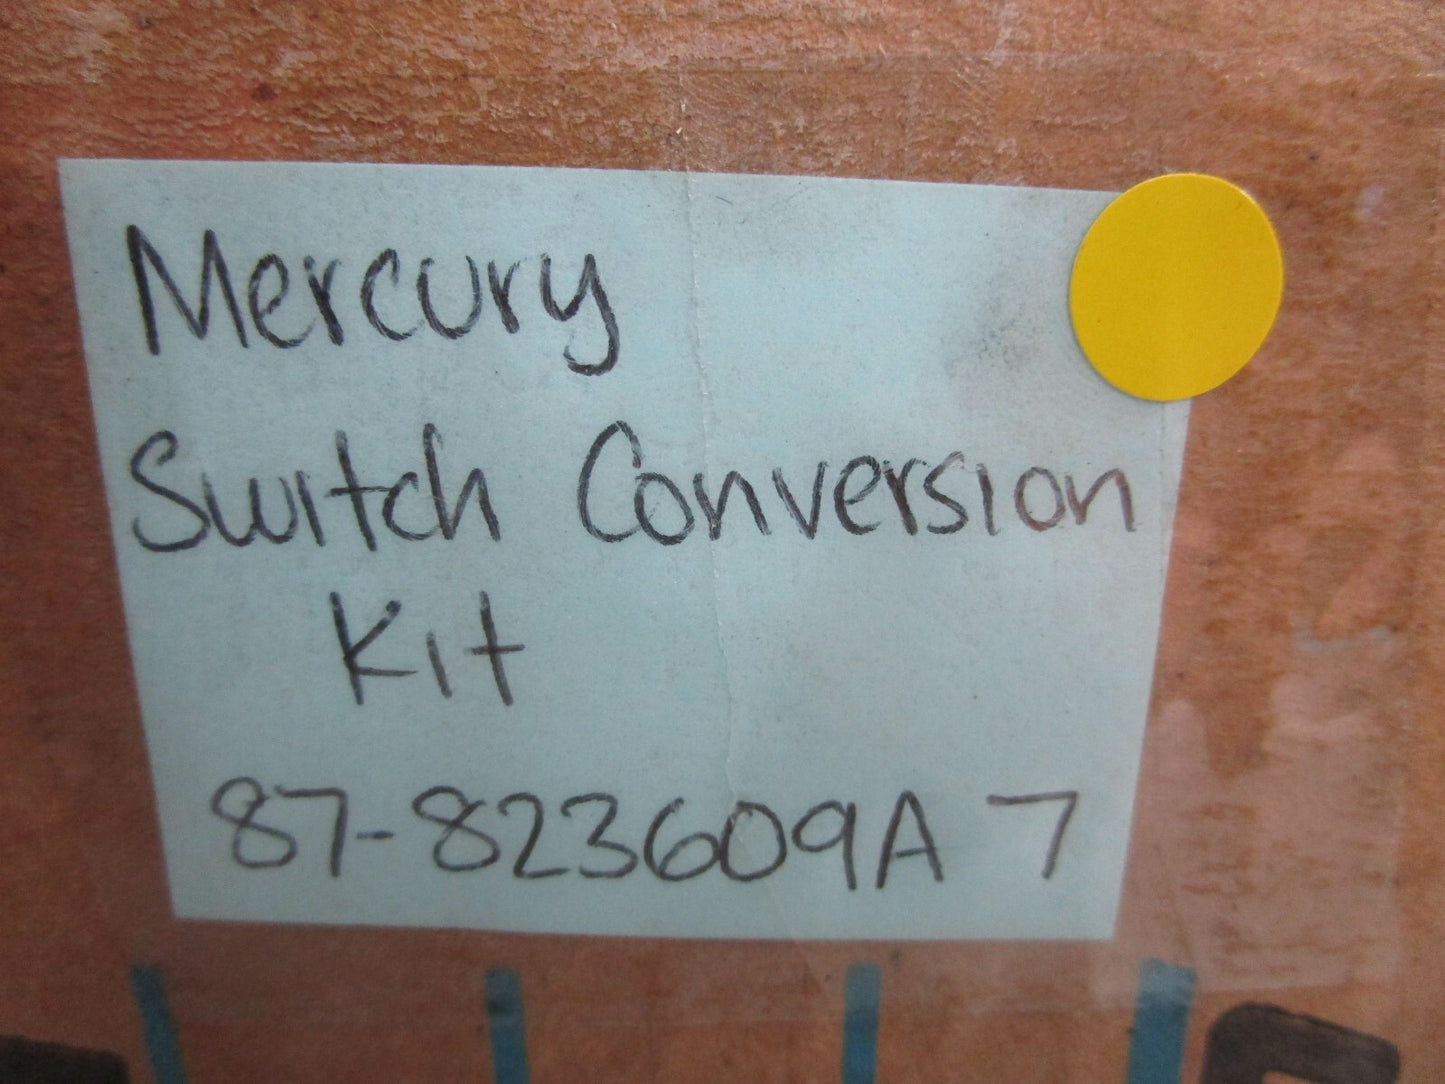 Mercury
Switch Conversion
Kit
87-823609A 7